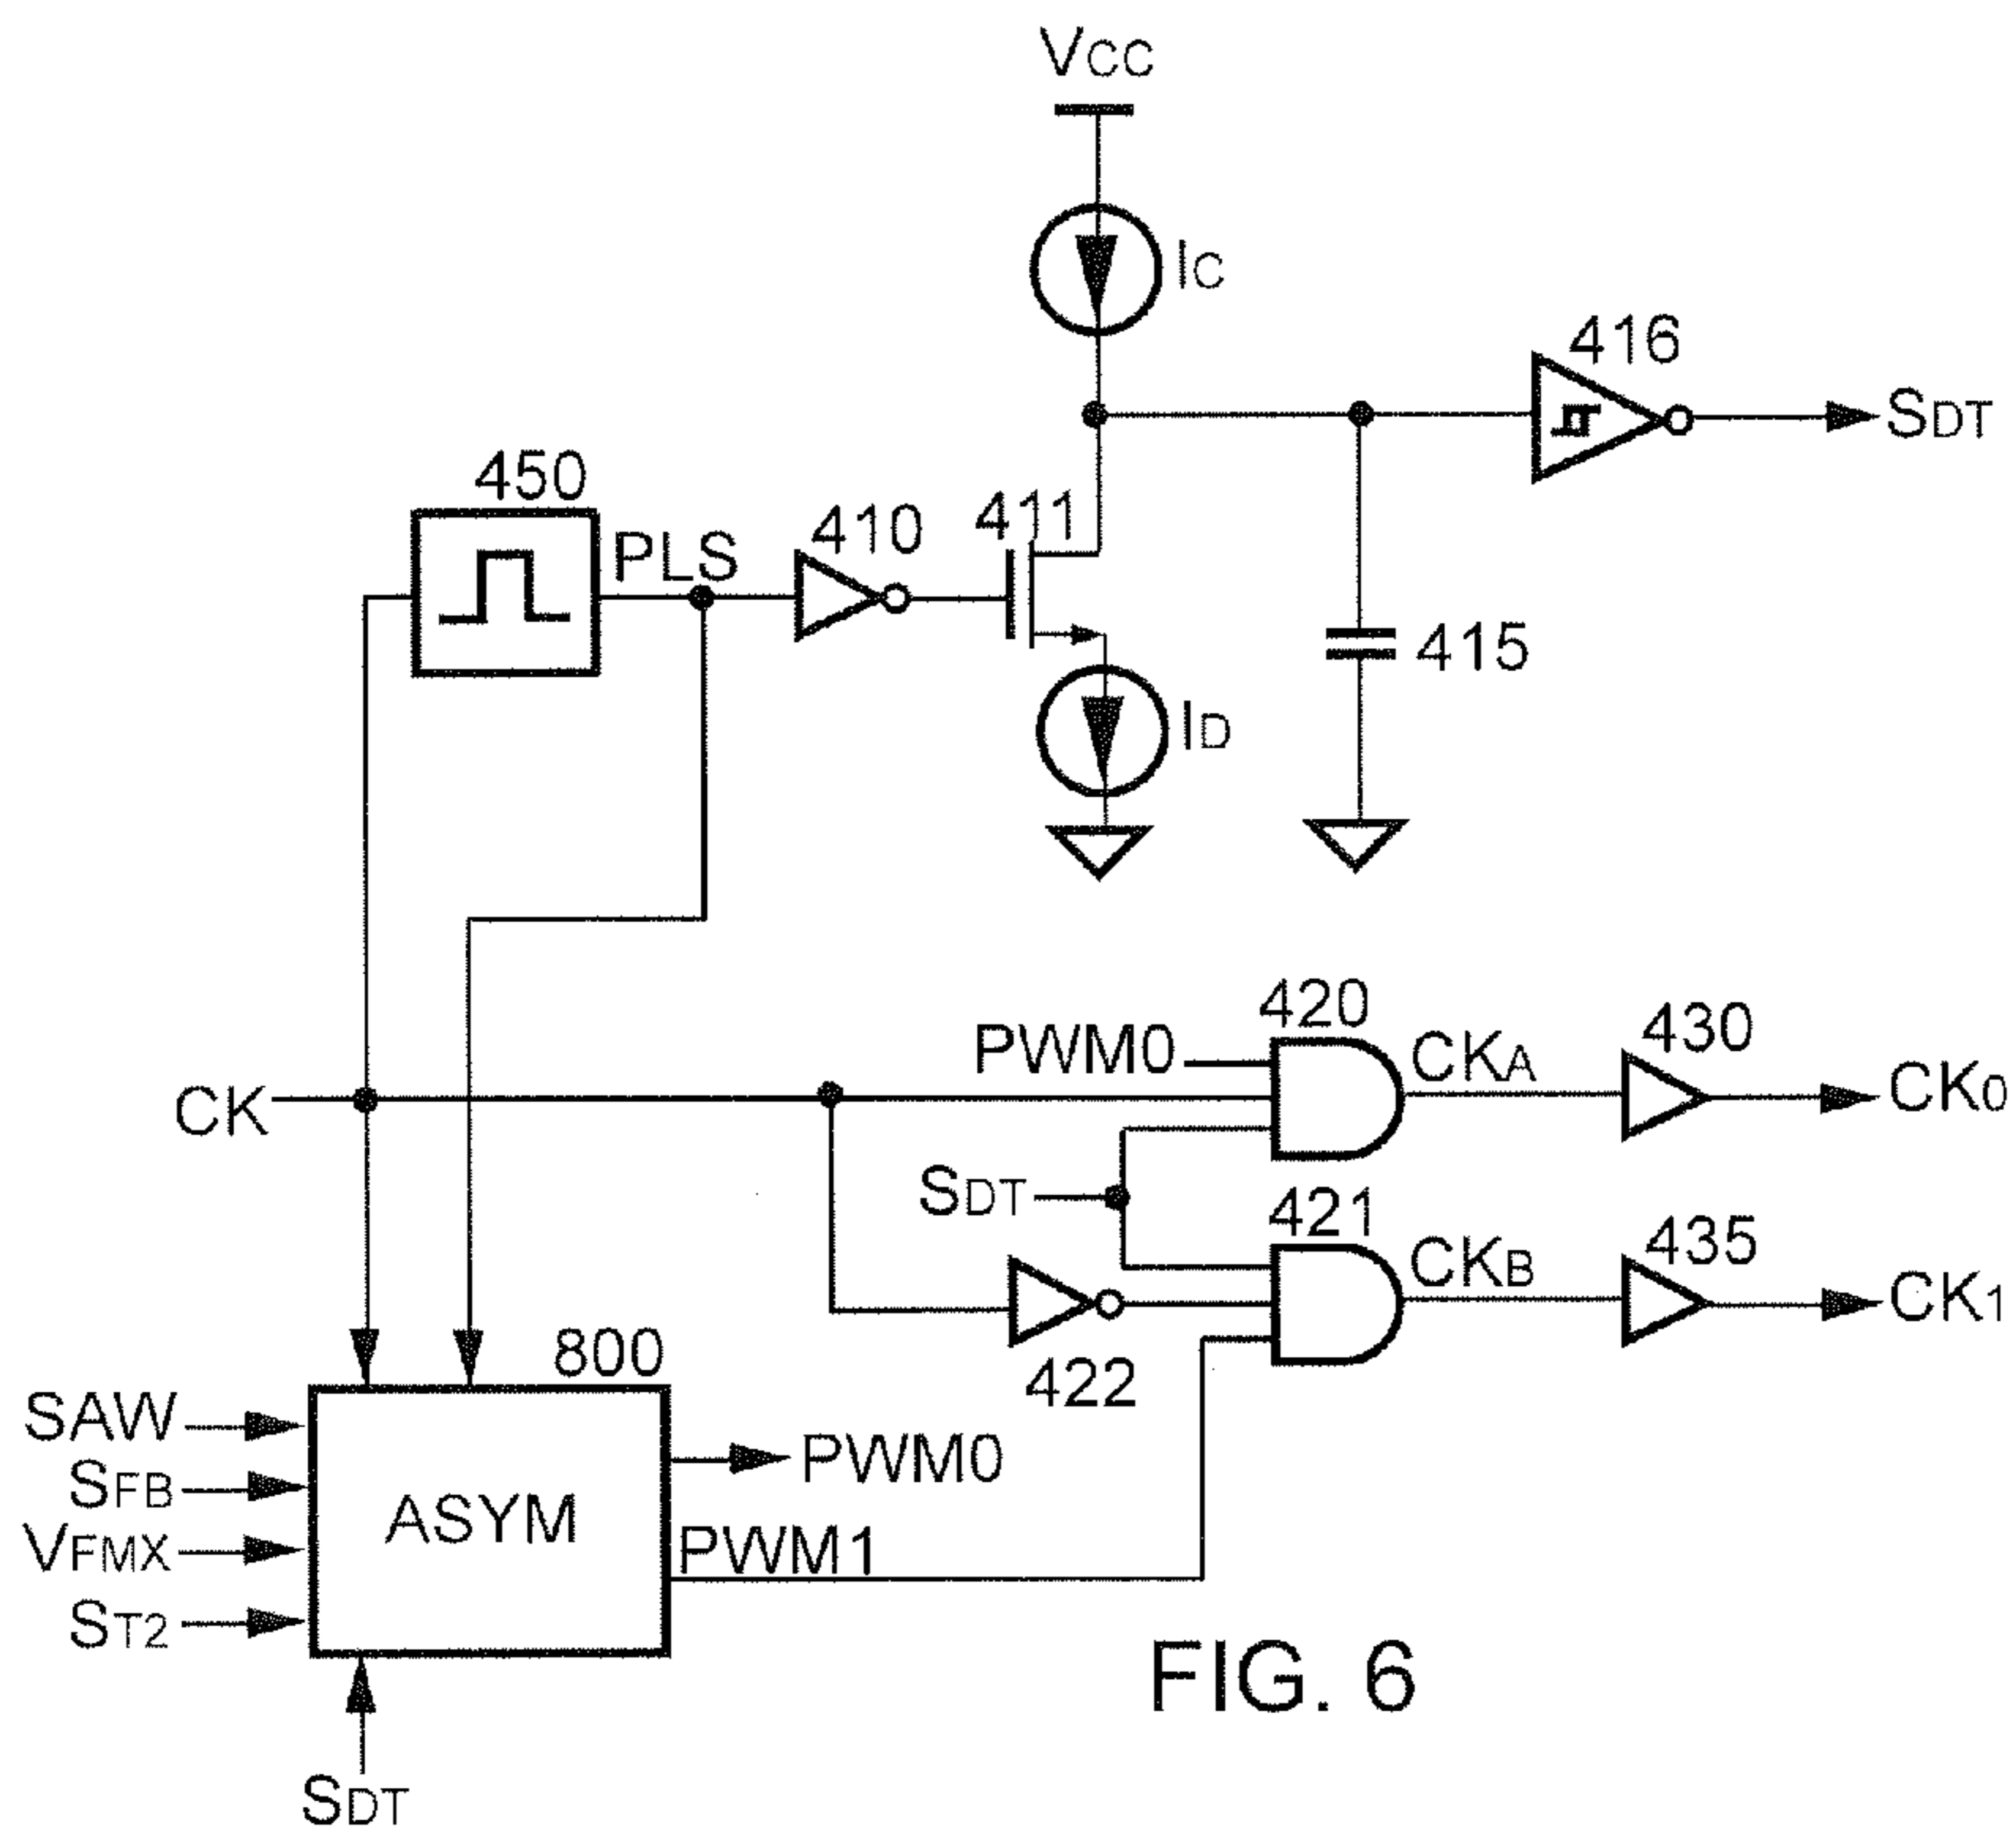 VCC
IC
416
SDT
450
PLS
410
411
415
ID
420
PWM0
CKA
430
CK0
CK
SDT
421
CKB
435
CK1
422
800
SAW
SFB
VFMX
ST2
ASYM
PWM0
PWM1
SDT
FIG. 6